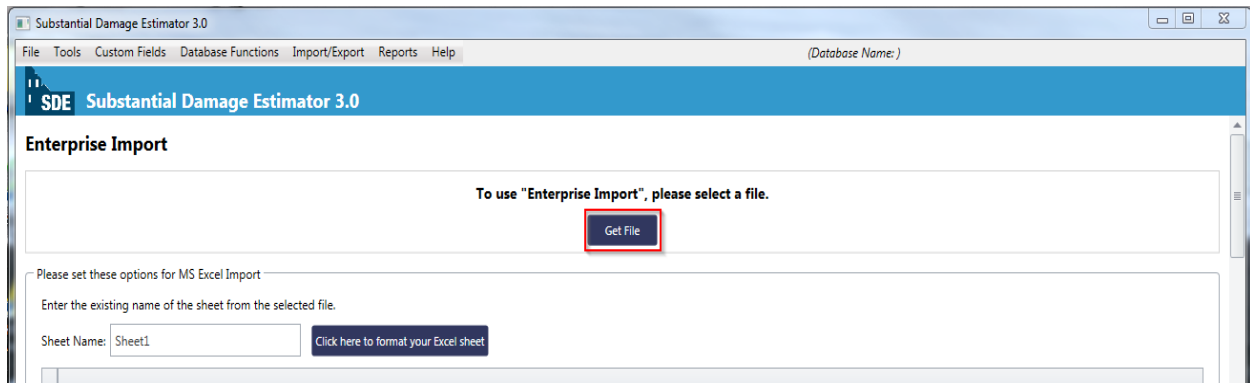 Substantial Damage Estimator 3.0
File Tools Custom Fields Database Functions Import/Export Reports Help (Database Name: )
SDE Substantial Damage Estimator 3.0
Enterprise Import
To use "Enterprise Import", please select a file.
Get File
Please set these options for MS Excel Import
Enter the existing name of the sheet from the selected file.
Sheet Name: Sheet1 Click here to format your Excel sheet